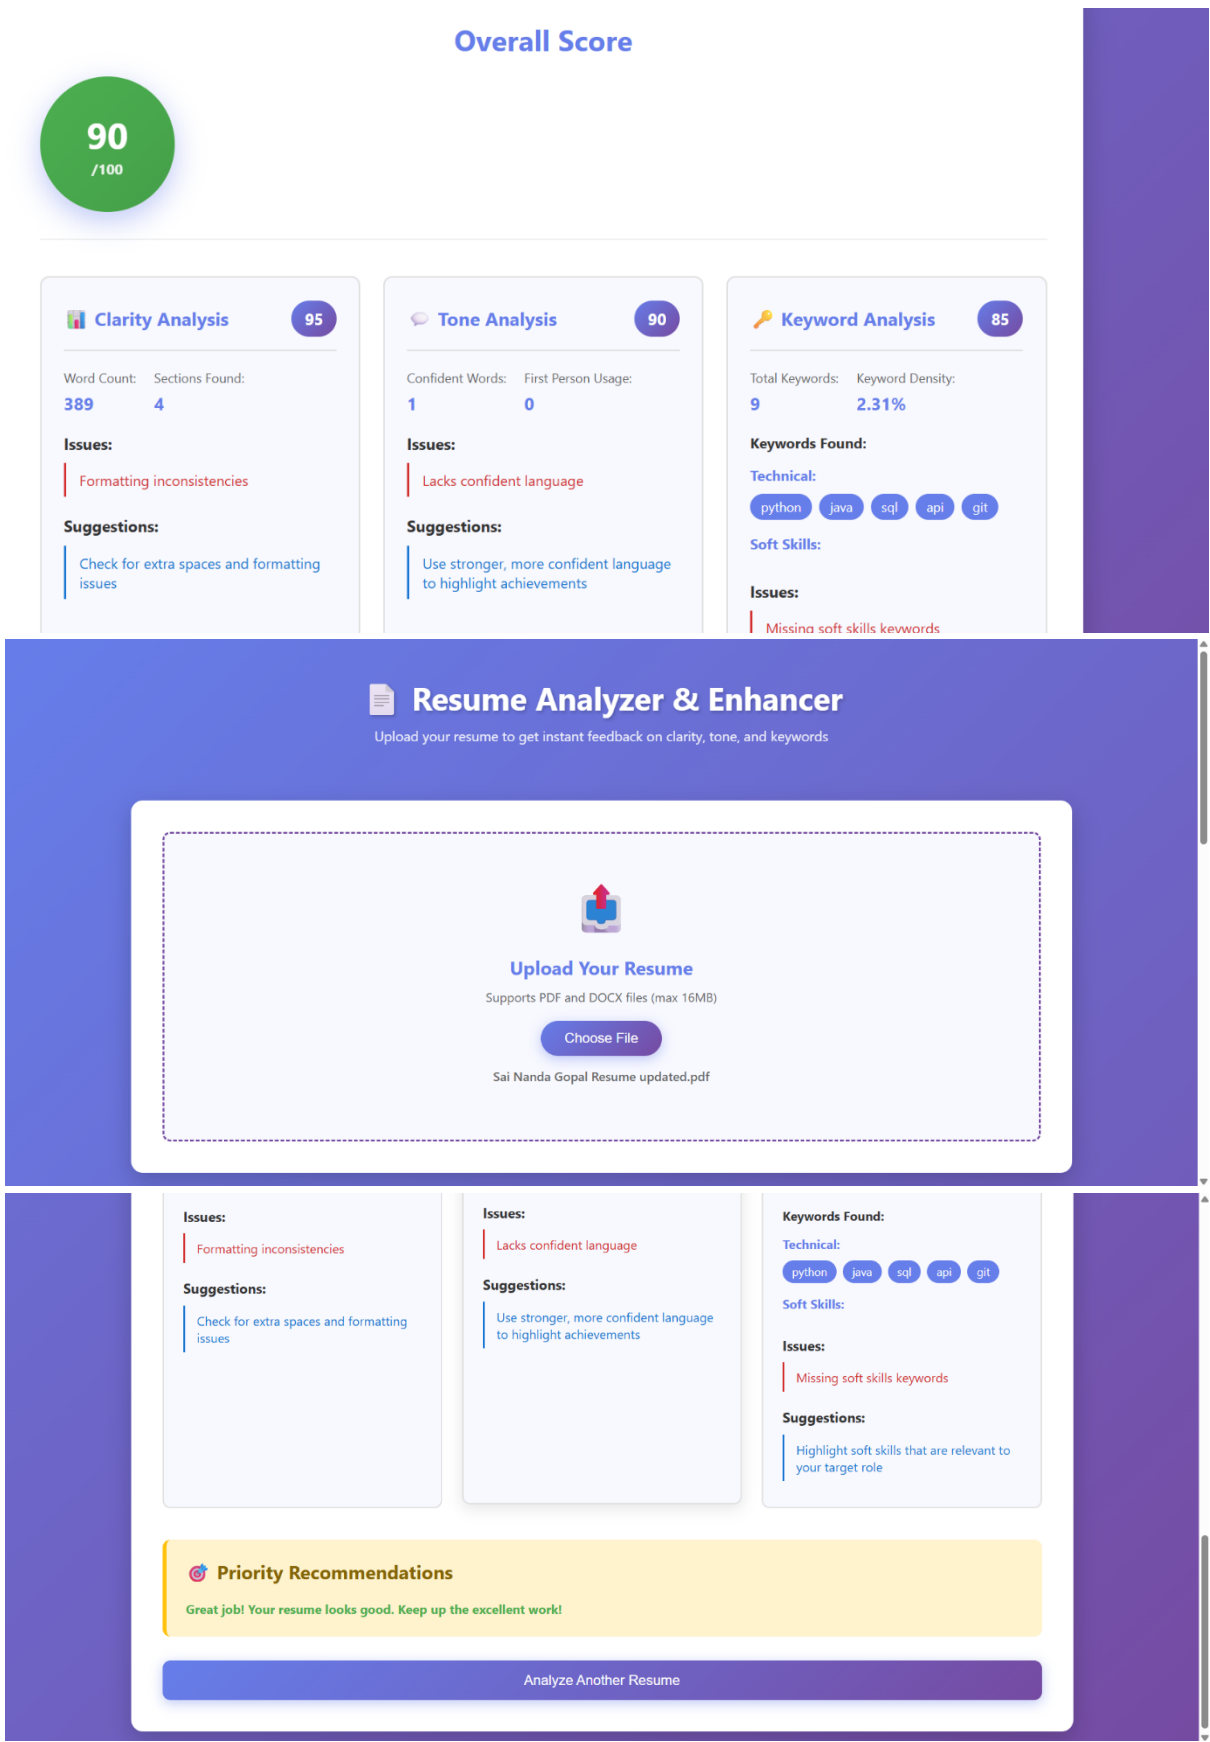 Overall Score
90
/100
Clarity Analysis
95
Word Count: Sections Found:
389 4
Issues:
Formatting inconsistencies
Suggestions:
Check for extra spaces and formatting
issues
Tone Analysis
90
Confident Words: First Person Usage:
1 0
Issues:
Lacks confident language
Suggestions:
Use stronger, more confident language
to highlight achievements
Keyword Analysis
85
Total Keywords: Keyword Density:
9 2.31%
Keywords Found:
Technical:
python java sql api git
Soft Skills:
Issues:
Missing soft skills keywords
Resume Analyzer & Enhancer
Upload your resume to get instant feedback on clarity, tone, and keywords
Upload Your Resume
Supports PDF and DOCX files (max 16MB)
Choose File
Sai Nanda Gopal Resume updated.pdf
Issues:
Formatting inconsistencies
Suggestions:
Check for extra spaces and formatting
issues
Issues:
Lacks confident language
Suggestions:
Use stronger, more confident language
to highlight achievements
Keywords Found:
Technical:
python java sql api git
Soft Skills:
Issues:
Missing soft skills keywords
Suggestions:
Highlight soft skills that are relevant to
your target role
Priority Recommendations
Great job! Your resume looks good. Keep up the excellent work!
Analyze Another Resume